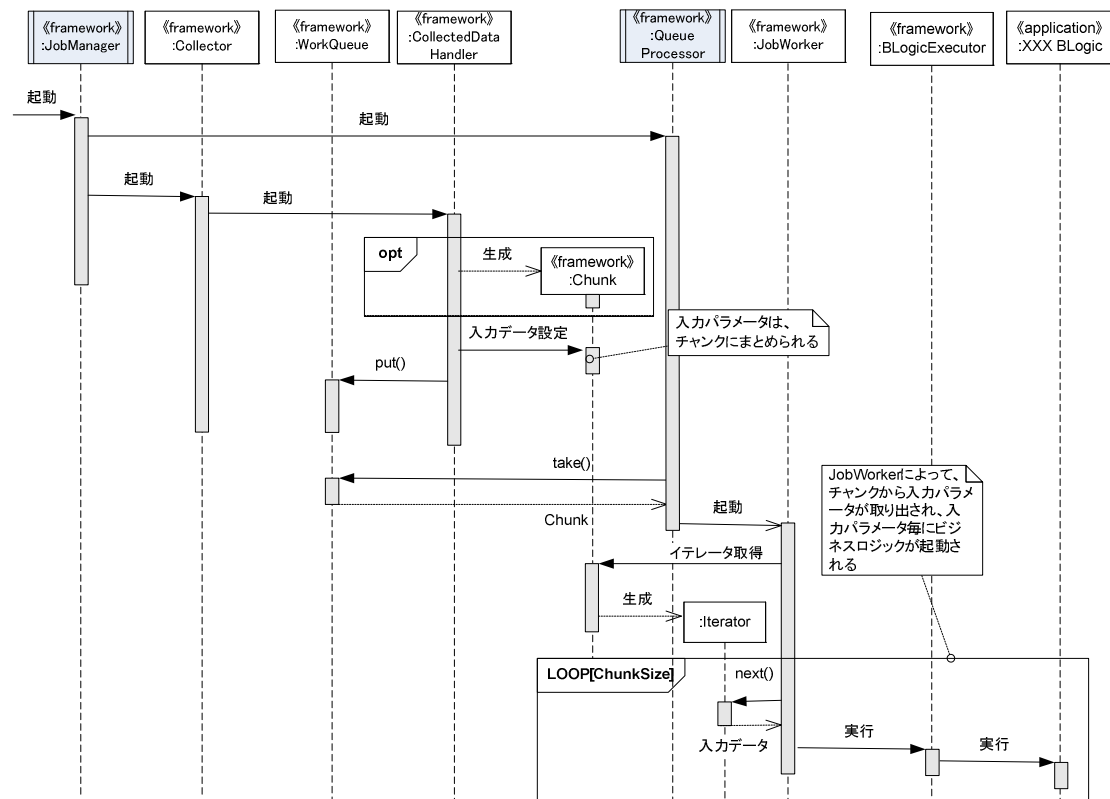 《framework》
:JobManager
《framework》
:Collector
《framework》
:WorkQueue
《framework》
:CollectedData
Handler
《framework》
:Queue
Processor
《framework》
:JobWorker
《framework》
:BLogicExecutor
《application》
:XXX BLogic
起動
起動
起動
起動
opt
生成
《framework》
:Chunk
入力パラメータは、
チャンクにまとめられる
入力データ設定
put()
take()
Chunk
起動
JobWorkerによって、
チャンクから入力パラメ
ータが取り出され、入
力パラメータ毎にビジ
ネスロジックが起動さ
れる
イテレータ取得
生成
:Iterator
LOOP[ChunkSize]
next()
入力データ
実行
実行